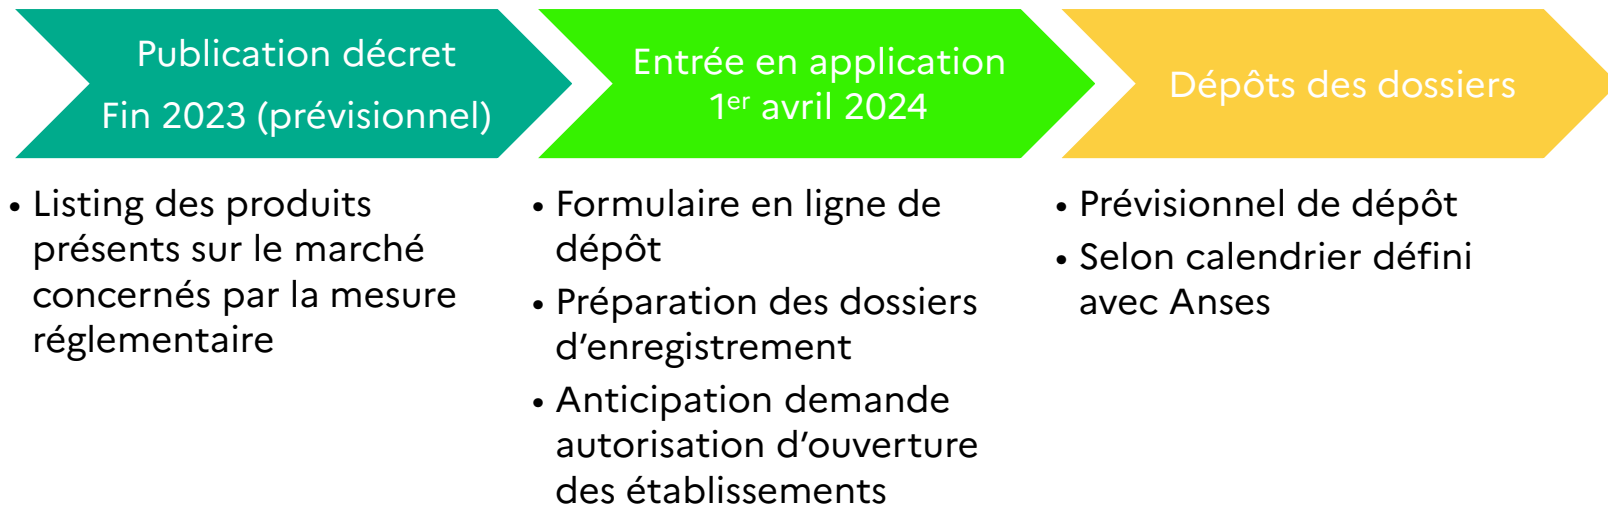 Publication décret
Fin 2023 (prévisionnel)
• Listing des produits
présents sur le marché
concernés par la mesure
réglementaire
Entrée en application
1er avril 2024
• Formulaire en ligne de
dépôt
• Préparation des dossiers
d’enregistrement
• Anticipation demande
autorisation d’ouverture
des établissements
Dépôts des dossiers
• Prévisionnel de dépôt
• Selon calendrier défini
avec Anses